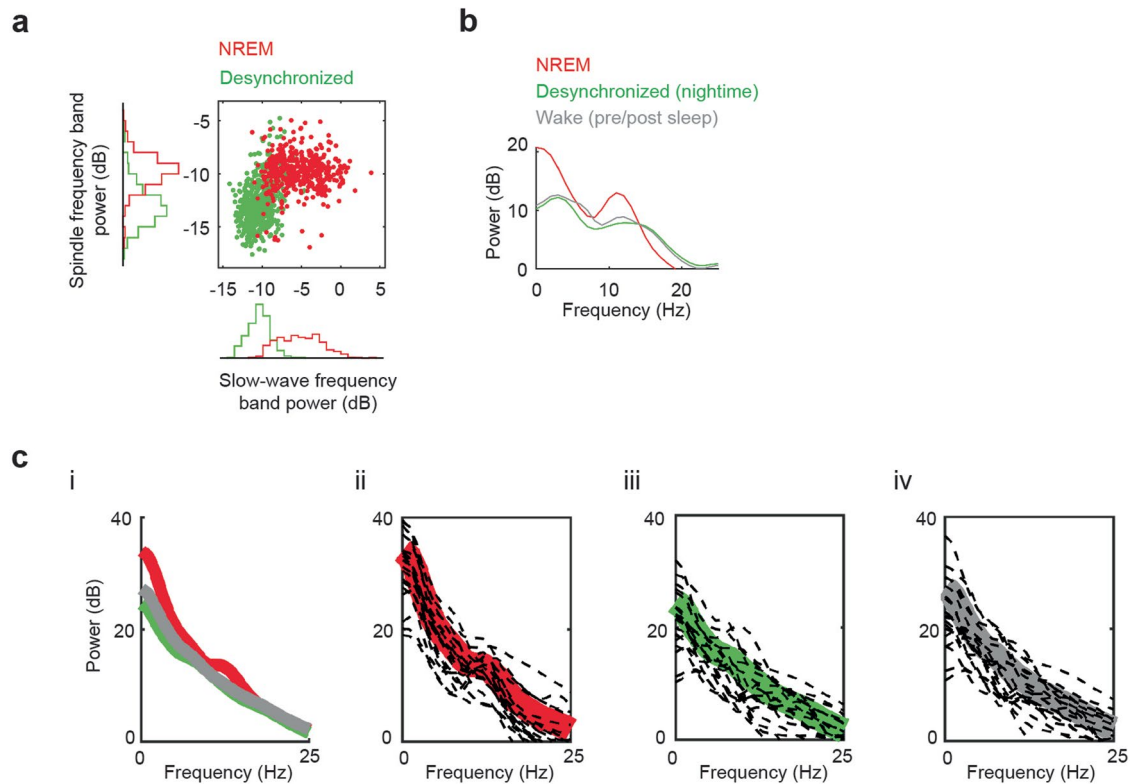 a
NREM
Desynchronized
Spindle frequency band
power (dB)
-5
-10
-15
-15 -10 -5 0 5
Slow-wave frequency
band power (dB)
b
NREM
Desynchronized (nightime)
Wake (pre/post sleep)
Power (dB)
20
10
0
0 10 20
Frequency (Hz)
c
i
Power (dB)
40
20
0
0 25
Frequency (Hz)
ii
40
20
0
0 25
Frequency (Hz)
iii
40
20
0
0 25
Frequency (Hz)
iv
40
20
0
0 25
Frequency (Hz)